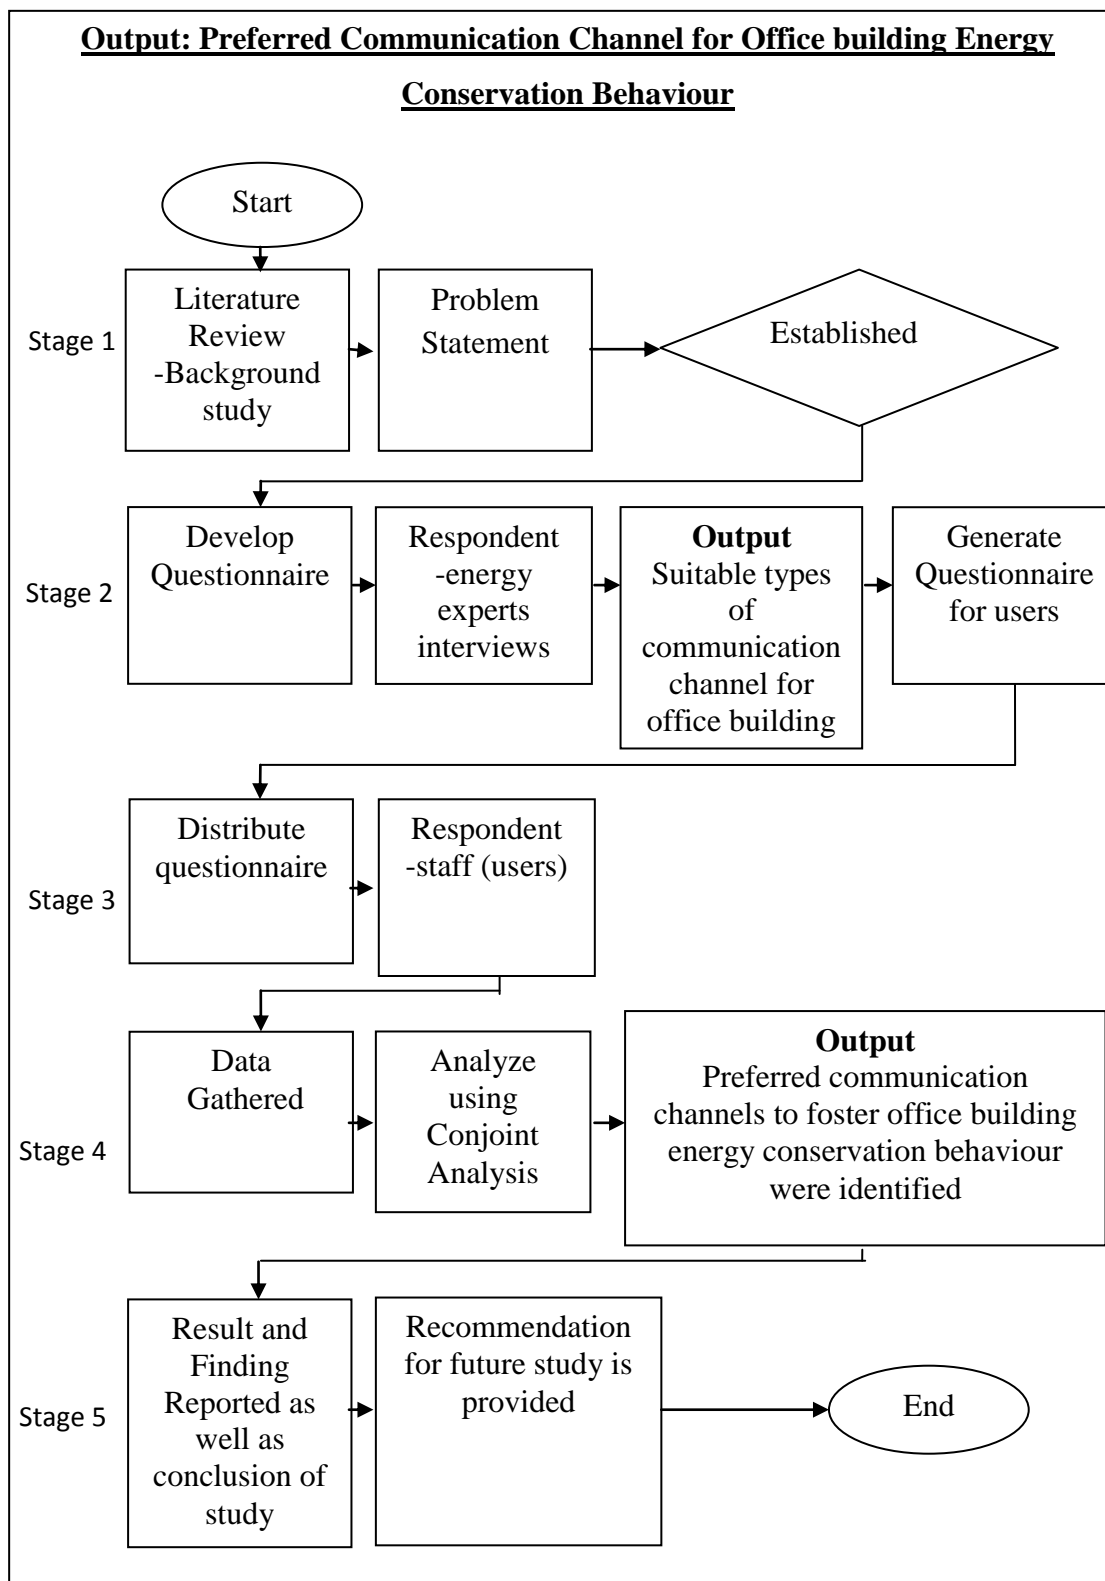 Output: Preferred Communication Channel for Office building Energy
Conservation Behaviour
Start
Stage 1
Literature
Review
-Background
study
Problem
Statement
Established
Stage 2
Develop
Questionnaire
Respondent
-energy
experts
interviews
Output
Suitable types
of
communication
channel for
office building
Generate
Questionnaire
for users
Stage 3
Distribute
questionnaire
Respondent
-staff (users)
Stage 4
Data
Gathered
Analyze
using
Conjoint
Analysis
Output
Preferred communication
channels to foster office building
energy conservation behaviour
were identified
Stage 5
Result and
Finding
Reported as
well as
conclusion of
study
Recommendation
for future study is
provided
End